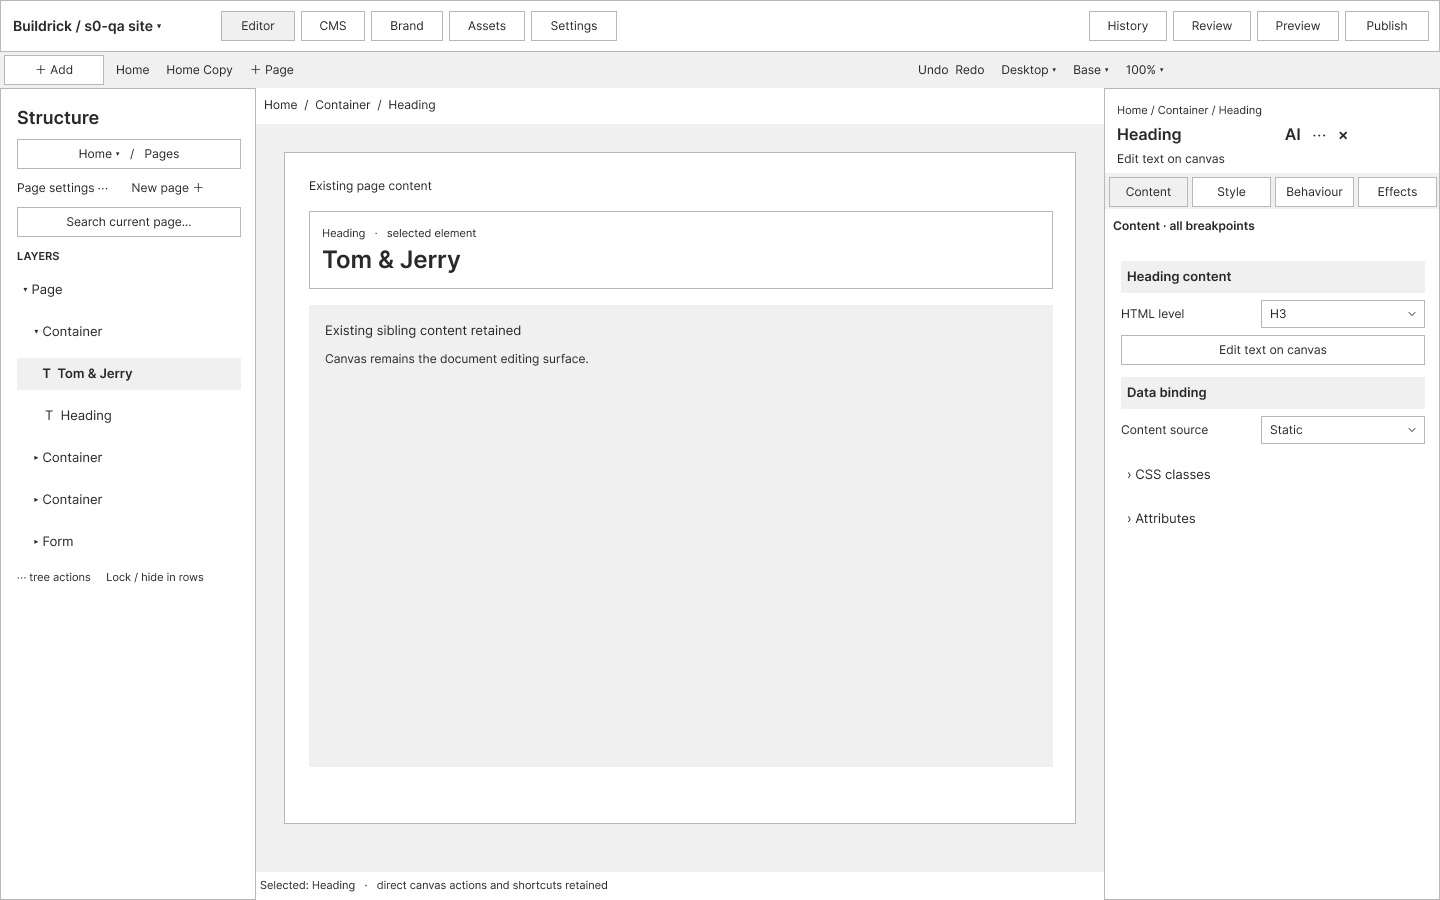 Buildrick / s0-qa site ▾
Editor
CMS
Brand
Assets
Settings
History
Review
Preview
Publish
+ Add
Home
Home Copy
+ Page
Undo Redo
Desktop ▾
Base ▾
100% ▾
Structure
Home ▾ / Pages
Page settings ···
New page +
Search current page...
LAYERS
▾ Page
▾ Container
T Tom & Jerry
T Heading
▸ Container
▸ Container
▸ Form
··· tree actions
Lock / hide in rows
Home / Container / Heading
Existing page content
Heading · selected element
Tom & Jerry
Existing sibling content retained
Canvas remains the document editing surface.
Selected: Heading · direct canvas actions and shortcuts retained
Home / Container / Heading
Heading
AI ··· ×
Edit text on canvas
Content
Style
Behaviour
Effects
Content · all breakpoints
Heading content
HTML level
H3
Edit text on canvas
Data binding
Content source
Static
› CSS classes
› Attributes